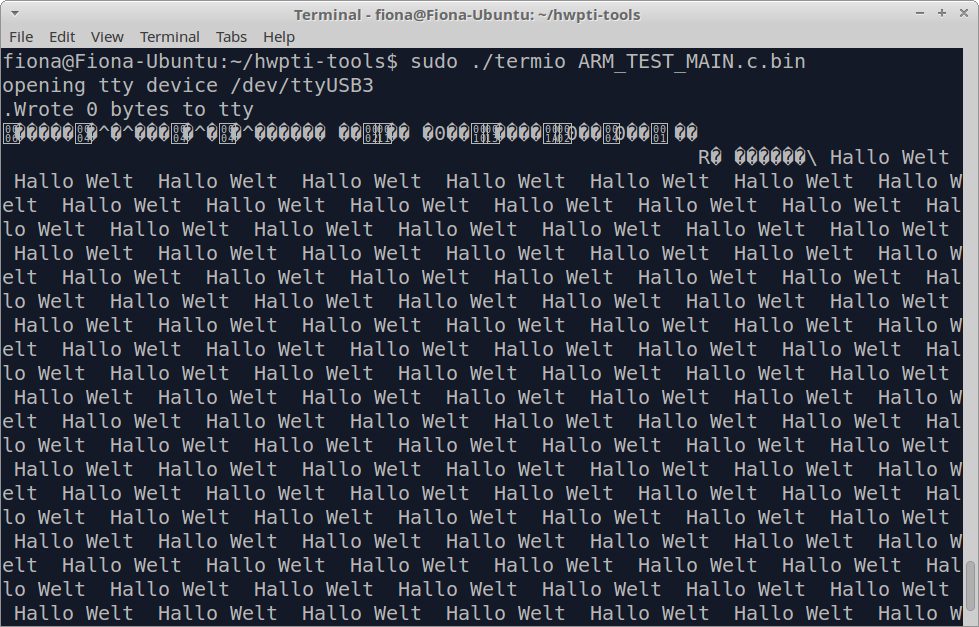 Terminal - fiona@Fiona-Ubuntu: ~/hwpti-tools
File Edit View Terminal Tabs Help
fiona@Fiona-Ubuntu:~/hwpti-tools$ sudo ./termio ARM_TEST_MAIN.c.bin
opening tty device /dev/ttyUSB3
.Wrote 0 bytes to tty
R� ������\ Hallo Welt
Hallo Welt  Hallo Welt  Hallo Welt  Hallo Welt  Hallo Welt  Hallo Welt  Hallo W
elt  Hallo Welt  Hallo Welt  Hallo Welt  Hallo Welt  Hallo Welt  Hallo Welt  Hal
lo Welt  Hallo Welt  Hallo Welt  Hallo Welt  Hallo Welt  Hallo Welt  Hallo Welt
Hallo Welt  Hallo Welt  Hallo Welt  Hallo Welt  Hallo Welt  Hallo Welt  Hallo W
elt  Hallo Welt  Hallo Welt  Hallo Welt  Hallo Welt  Hallo Welt  Hallo Welt  Hal
lo Welt  Hallo Welt  Hallo Welt  Hallo Welt  Hallo Welt  Hallo Welt  Hallo Welt
Hallo Welt  Hallo Welt  Hallo Welt  Hallo Welt  Hallo Welt  Hallo Welt  Hallo W
elt  Hallo Welt  Hallo Welt  Hallo Welt  Hallo Welt  Hallo Welt  Hallo Welt  Hal
lo Welt  Hallo Welt  Hallo Welt  Hallo Welt  Hallo Welt  Hallo Welt  Hallo Welt
Hallo Welt  Hallo Welt  Hallo Welt  Hallo Welt  Hallo Welt  Hallo Welt  Hallo W
elt  Hallo Welt  Hallo Welt  Hallo Welt  Hallo Welt  Hallo Welt  Hallo Welt  Hal
lo Welt  Hallo Welt  Hallo Welt  Hallo Welt  Hallo Welt  Hallo Welt  Hallo Welt
Hallo Welt  Hallo Welt  Hallo Welt  Hallo Welt  Hallo Welt  Hallo Welt  Hallo W
elt  Hallo Welt  Hallo Welt  Hallo Welt  Hallo Welt  Hallo Welt  Hallo Welt  Hal
lo Welt  Hallo Welt  Hallo Welt  Hallo Welt  Hallo Welt  Hallo Welt  Hallo Welt
Hallo Welt  Hallo Welt  Hallo Welt  Hallo Welt  Hallo Welt  Hallo Welt  Hallo W
elt  Hallo Welt  Hallo Welt  Hallo Welt  Hallo Welt  Hallo Welt  Hallo Welt  Hal
lo Welt  Hallo Welt  Hallo Welt  Hallo Welt  Hallo Welt  Hallo Welt  Hallo Welt
Hallo Welt  Hallo Welt  Hallo Welt  Hallo Welt  Hallo Welt  Hallo Welt  Hallo W